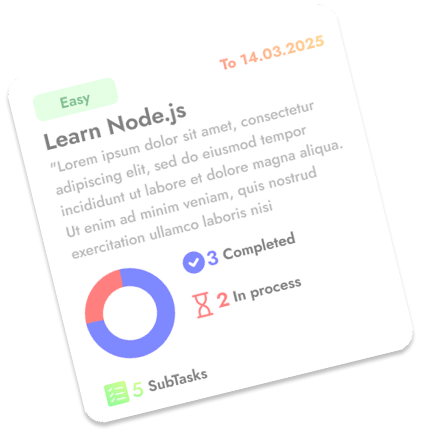 To 14.03.2025
Easy
Learn Node.js
"Lorem ipsum dolor sit amet, consectetur
adipiscing elit, sed do eiusmod tempor
incididunt ut labore et dolore magna aliqua.
Ut enim ad minim veniam, quis nostrud
exercitation ullamco laboris nisi
3 Completed
2 In process
5 SubTasks